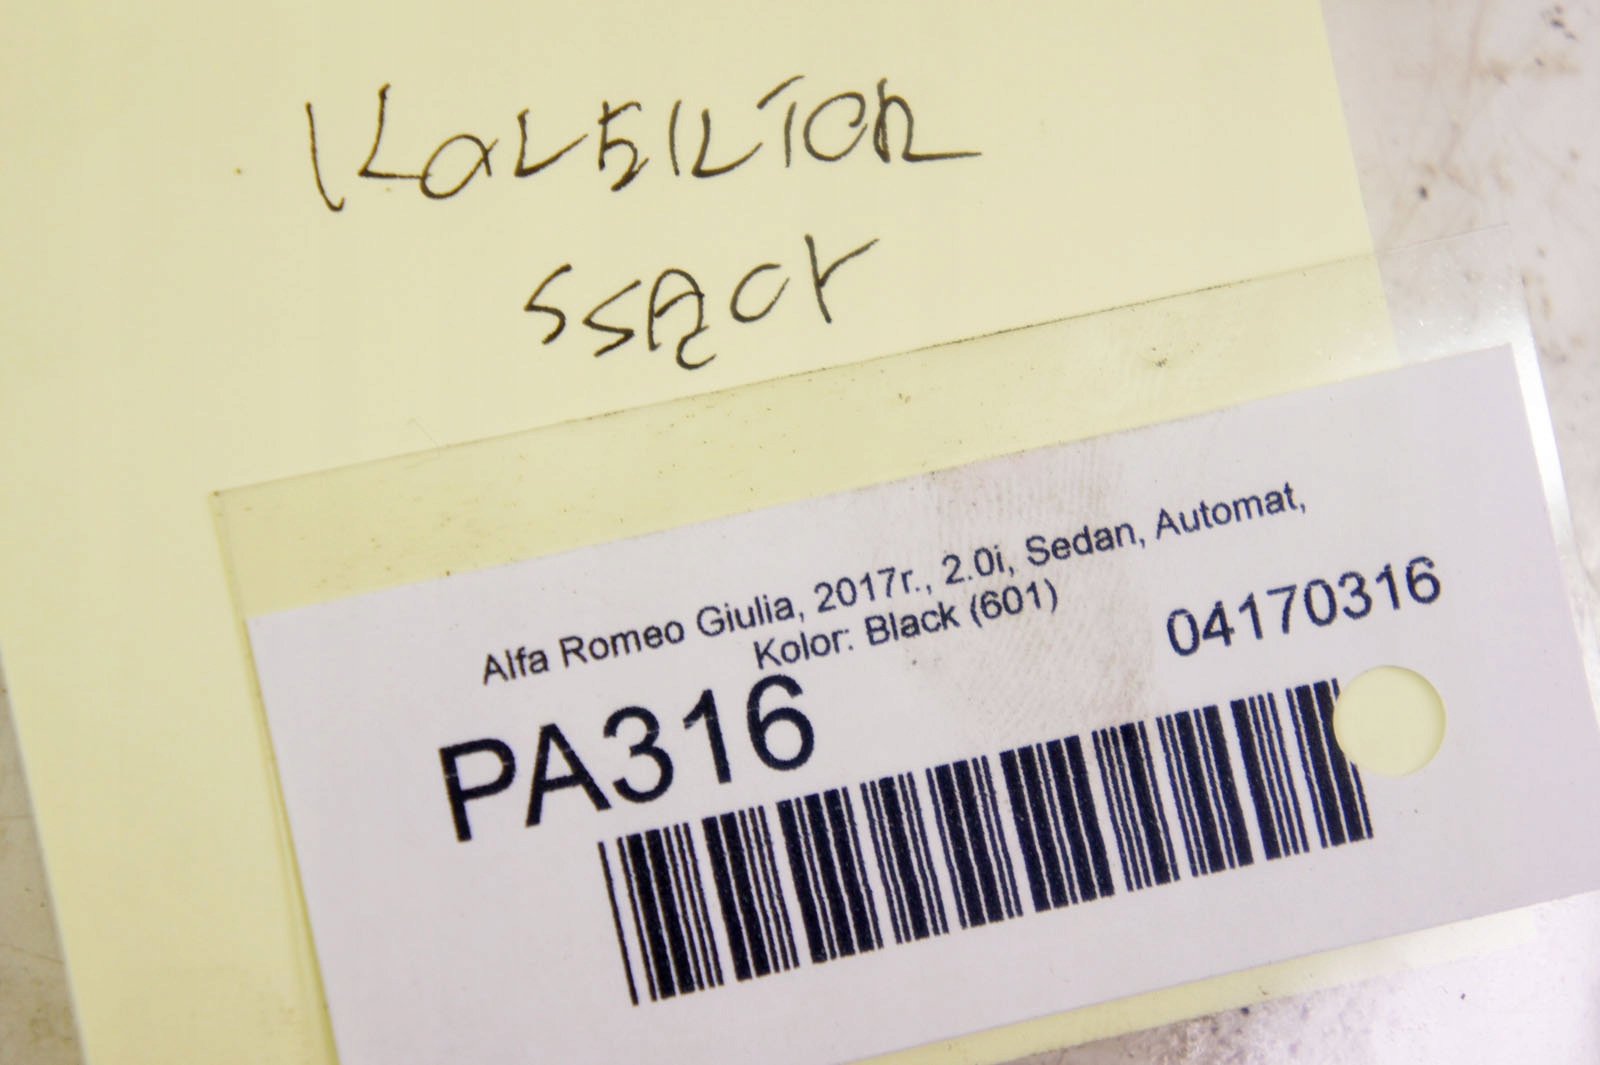 KOLEKTOR
SSĄCY
Alfa Romeo Giulia, 2017r., 2.0i, Sedan, Automat,
Kolor: Black (601)
04170316
PA316